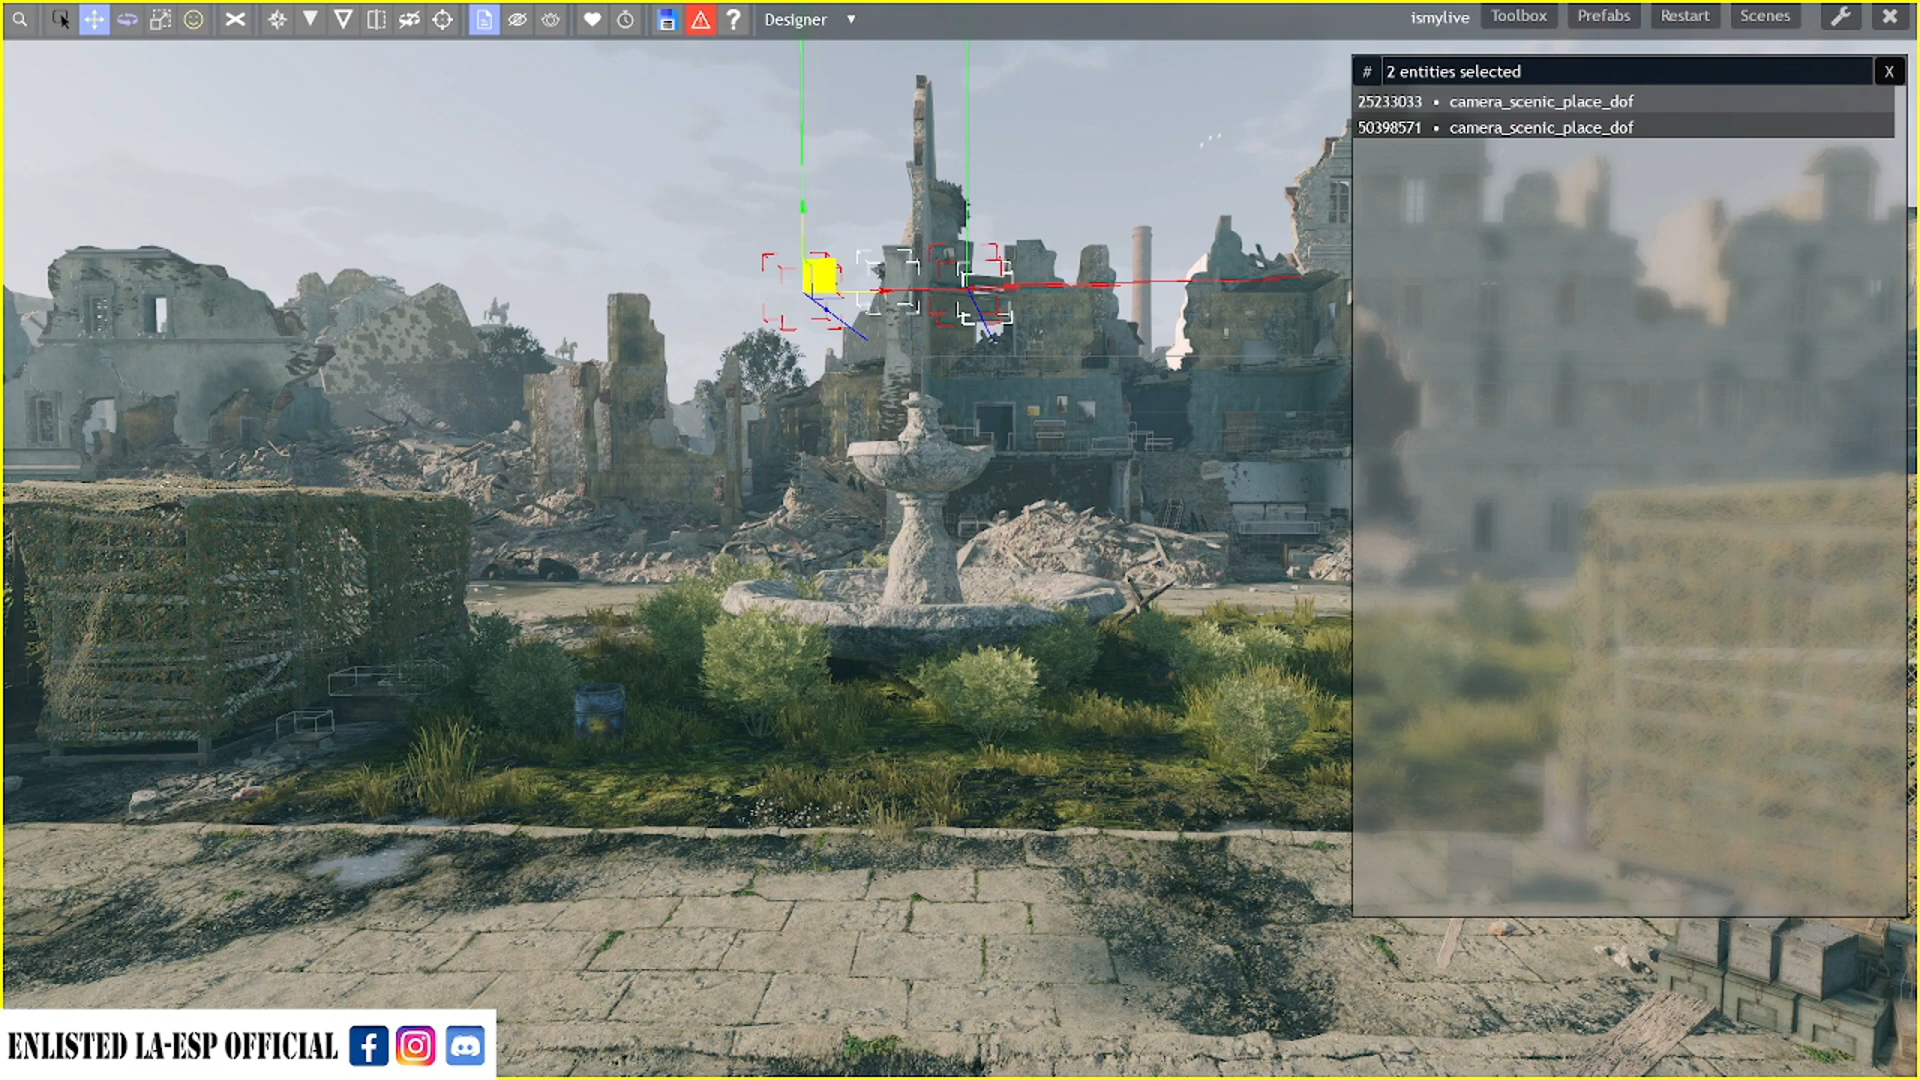 ? Designer ▼ ismylive Toolbox Prefabs Restart Scenes
# 2 entities selected X
25233033 • camera_scenic_place_dof
50398571 • camera_scenic_place_dof
ENLISTED LA-ESP OFFICIAL